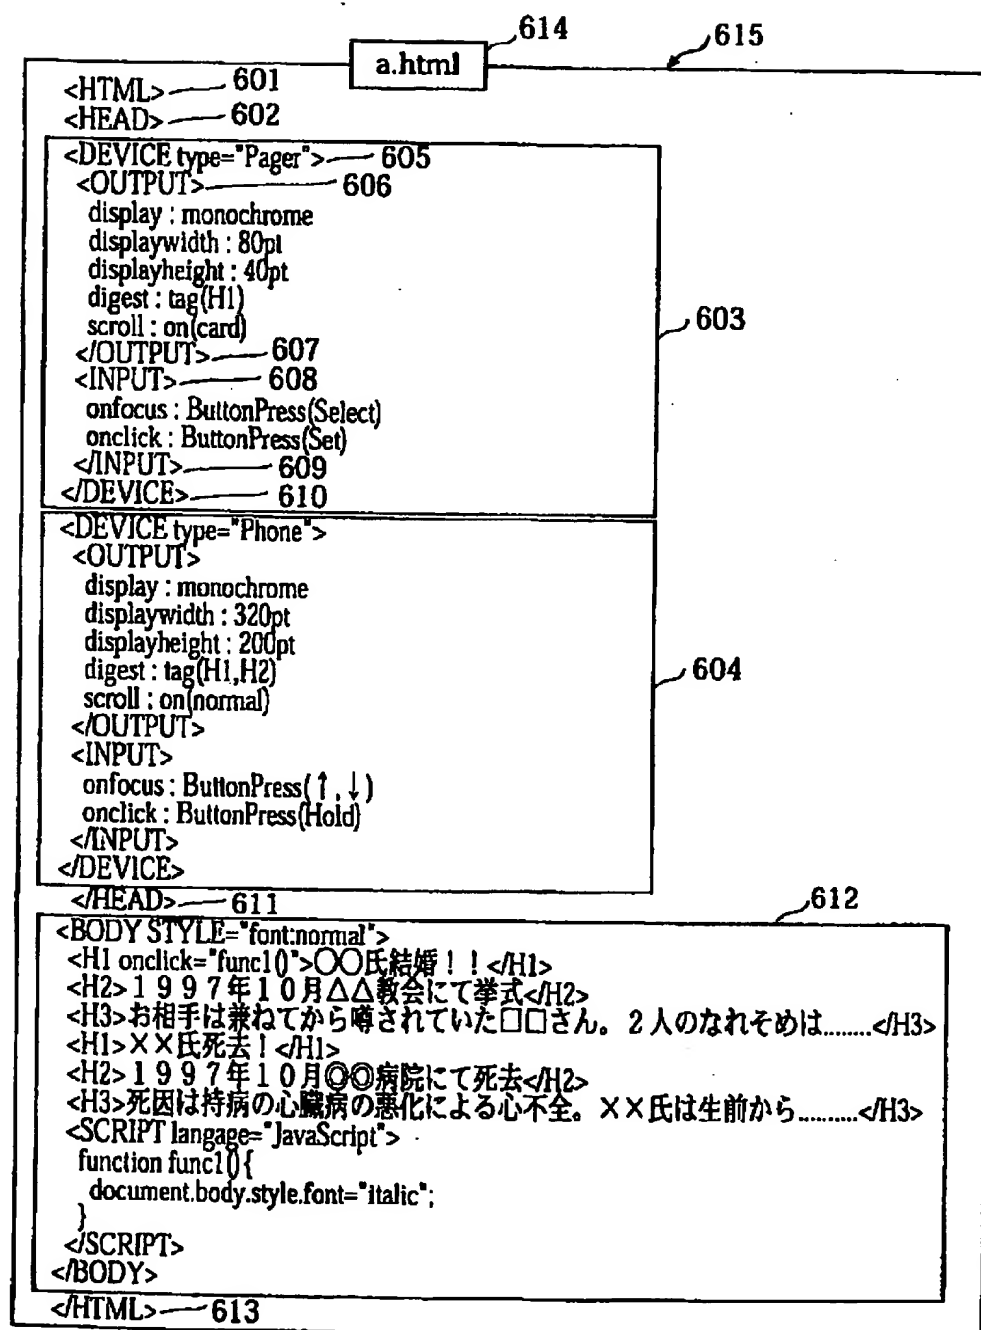 614
615
a.html
<HTML> 601
<HEAD> 602
<DEVICE type="Pager"> 605
<OUTPUT> 606
display : monochrome
displaywidth : 80pt
displayheight : 40pt
digest : tag(H1)
scroll : on(card)
603
</OUTPUT> 607
<INPUT> 608
onfocus : ButtonPress(Select)
onclick : ButtonPress(Set)
</INPUT> 609
</DEVICE> 610
<DEVICE type="Phone">
<OUTPUT>
display : monochrome
displaywidth : 320pt
displayheight : 200pt
digest : tag(H1,H2)
604
scroll : on(normal)
</OUTPUT>
<INPUT>
onfocus : ButtonPress(↑,↓)
onclick : ButtonPress(Hold)
</INPUT>
</DEVICE>
</HEAD> 611
612
<BODY STYLE="font:normal">
<H1 onclick="func1()">〇〇氏結婚！！</H1>
<H2>１９９７年１０月△△教会にて挙式</H2>
<H3>お相手は兼ねてから噂されていた□□さん。２人のなれそめは........</H3>
<H1>××氏死去！</H1>
<H2>１９９７年１０月◎◎病院にて死去</H2>
<H3>死因は持病の心臓病の悪化による心不全。××氏は生前から.........</H3>
<SCRIPT langage="JavaScript">
function func1(){
document.body.style.font="italic";
}
</SCRIPT>
</BODY>
</HTML> 613